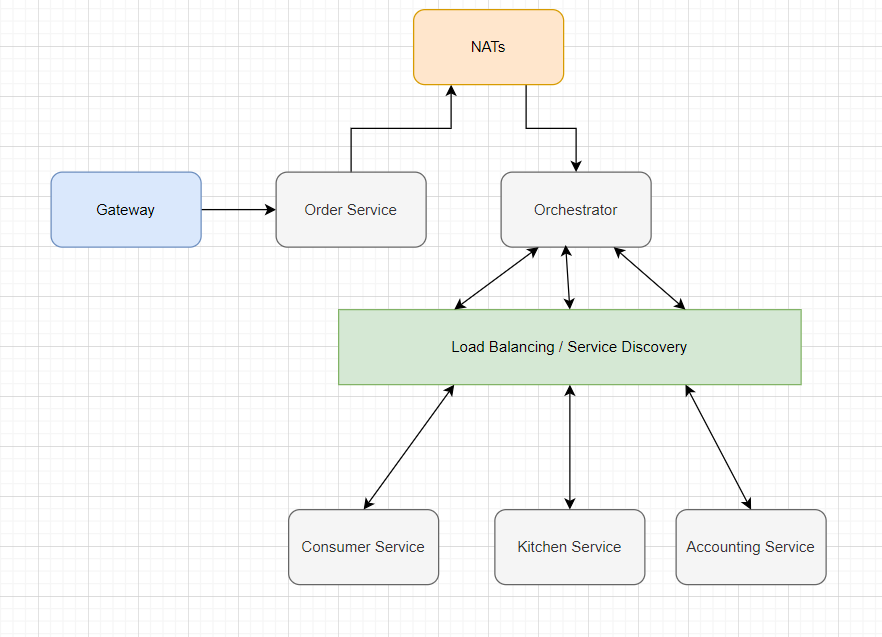 NATs
Gateway
Order Service
Orchestrator
Load Balancing / Service Discovery
Consumer Service
Kitchen Service
Accounting Service